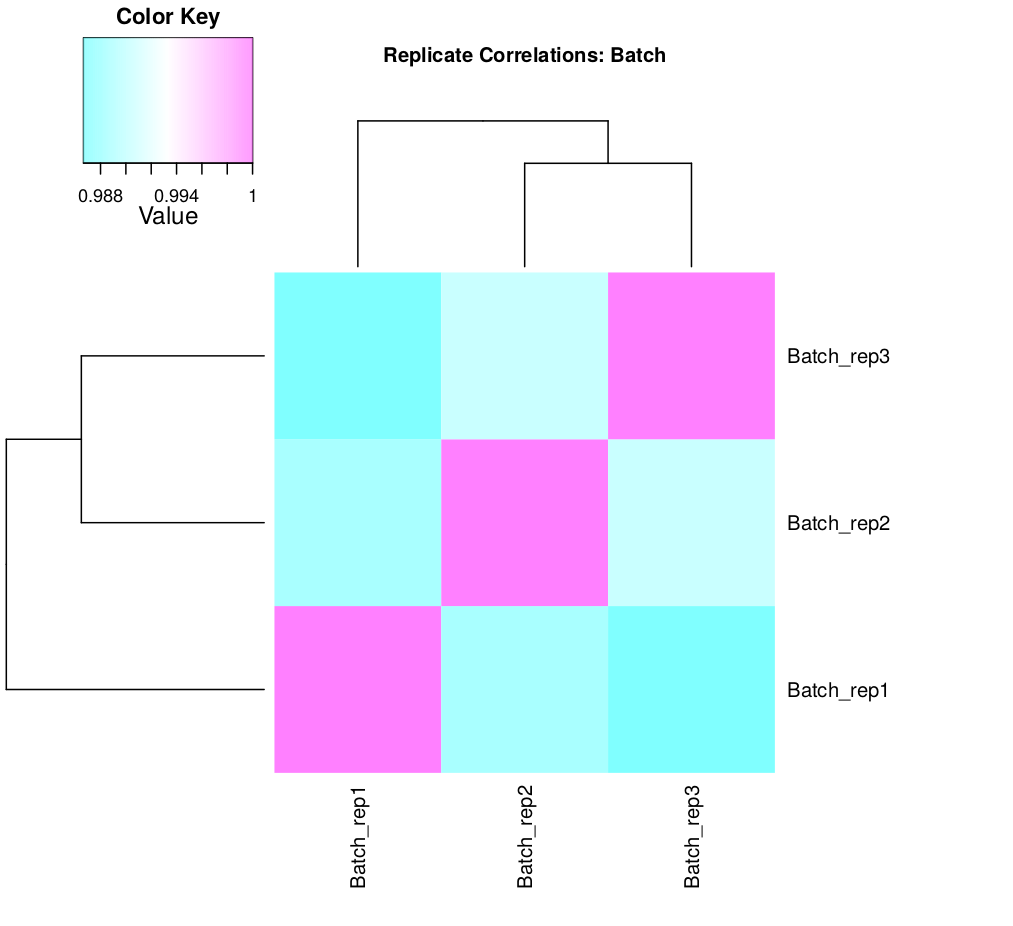 Color Key
0.988 0.994 1
Value
Replicate Correlations: Batch
Batch_rep3
Batch_rep2
Batch_rep1
Batch_rep1
Batch_rep2
Batch_rep3